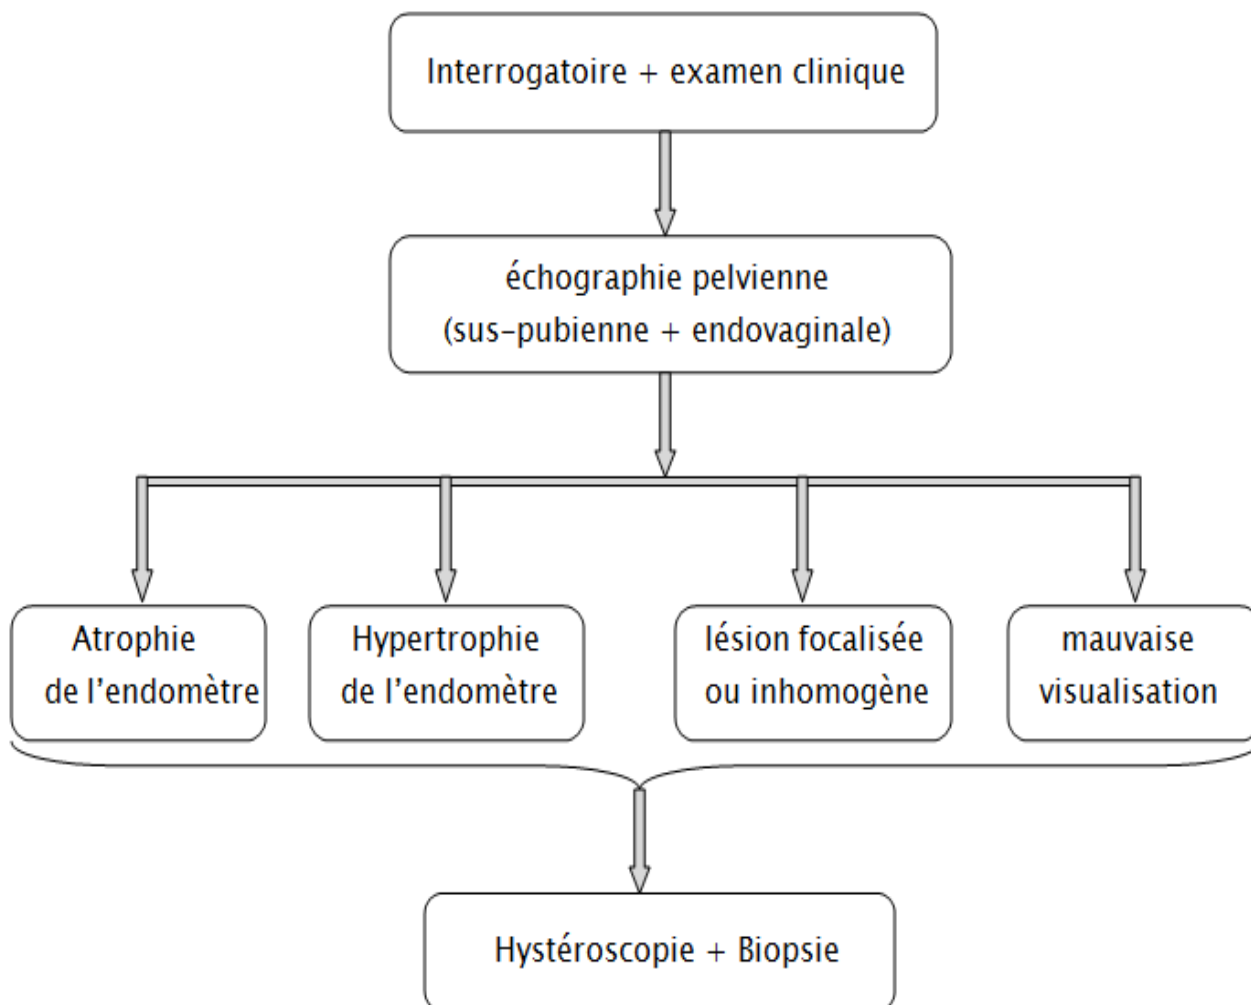 Interrogatoire + examen clinique
échographie pelvienne
(sus-pubienne + endovaginale)
Atrophie
de l'endomètre
Hypertrophie
de l'endomètre
lésion focalisée
ou inhomogène
mauvaise
visualisation
Hystéroscopie + Biopsie